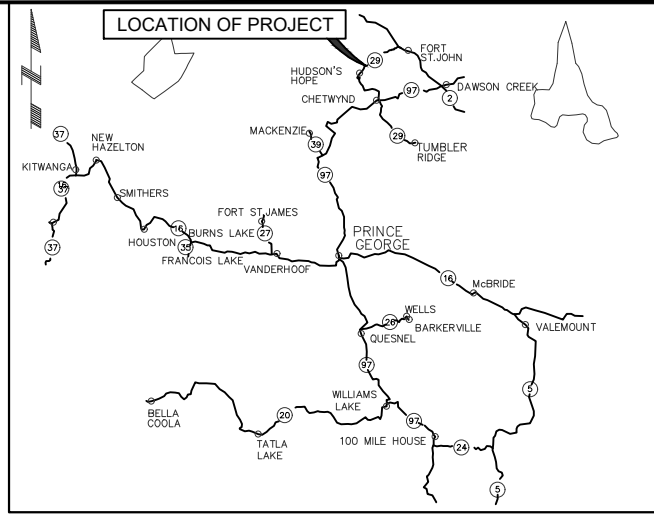 LOCATION OF PROJECT
N
29
FORT
ST.JOHN
HUDSON'S
HOPE
97
DAWSON CREEK
2
CHETWYND
MACKENZIE
39
29
TUMBLER
RIDGE
37
NEW
HAZELTON
KITWANGA
16
37
97
SMITHERS
FORT ST.JAMES
HOUSTON
16
BURNS LAKE
27
35
FRANCOIS LAKE
VANDERHOOF
37
PRINCE
GEORGE
16
McBRIDE
WELLS
26
BARKERVILLE
QUESNEL
VALEMOUNT
97
5
WILLIAMS
LAKE
BELLA
COOLA
20
97
TATLA
LAKE
100 MILE HOUSE
24
5